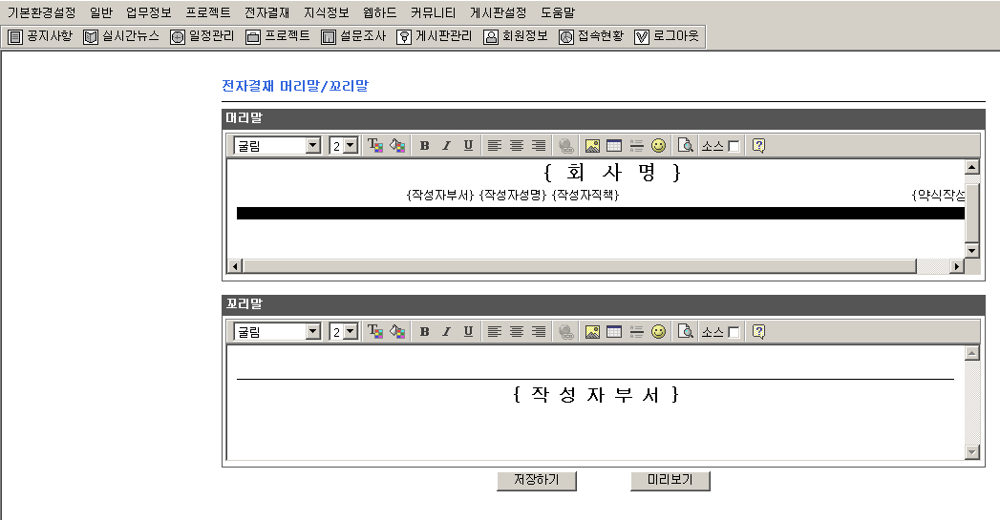 기본환경설정 일반 업무정보 프로젝트 전자결재 지식정보 웹하드 커뮤니티 게시판설정 도움말
공지사항 실시간뉴스 일정관리 프로젝트 설문조사 게시판관리 회원정보 접속현황 로그아웃
전자결재 머리말/꼬리말
머리말
굴림 2 B I U 소스
{ 회 사 명 }
{작성자부서} {작성자성명} {작성자직책} {약식작성
꼬리말
굴림 2 B I U 소스
{ 작 성 자 부 서 }
저장하기 미리보기